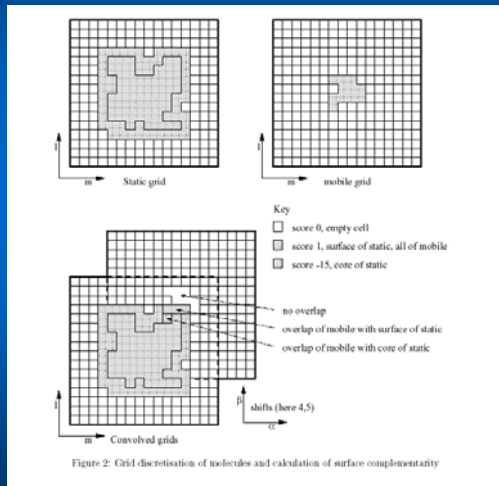 l
m
Static grid
l
m
mobile grid
Key
score 0, empty cell
score 1, surface of static, all of mobile
score -15, core of static
no overlap
overlap of mobile with surface of static
overlap of mobile with core of static
l
m
Convolved grids
β
shifts (here 4,5)
α
Figure 2: Grid discretisation of molecules and calculation of surface complementarity